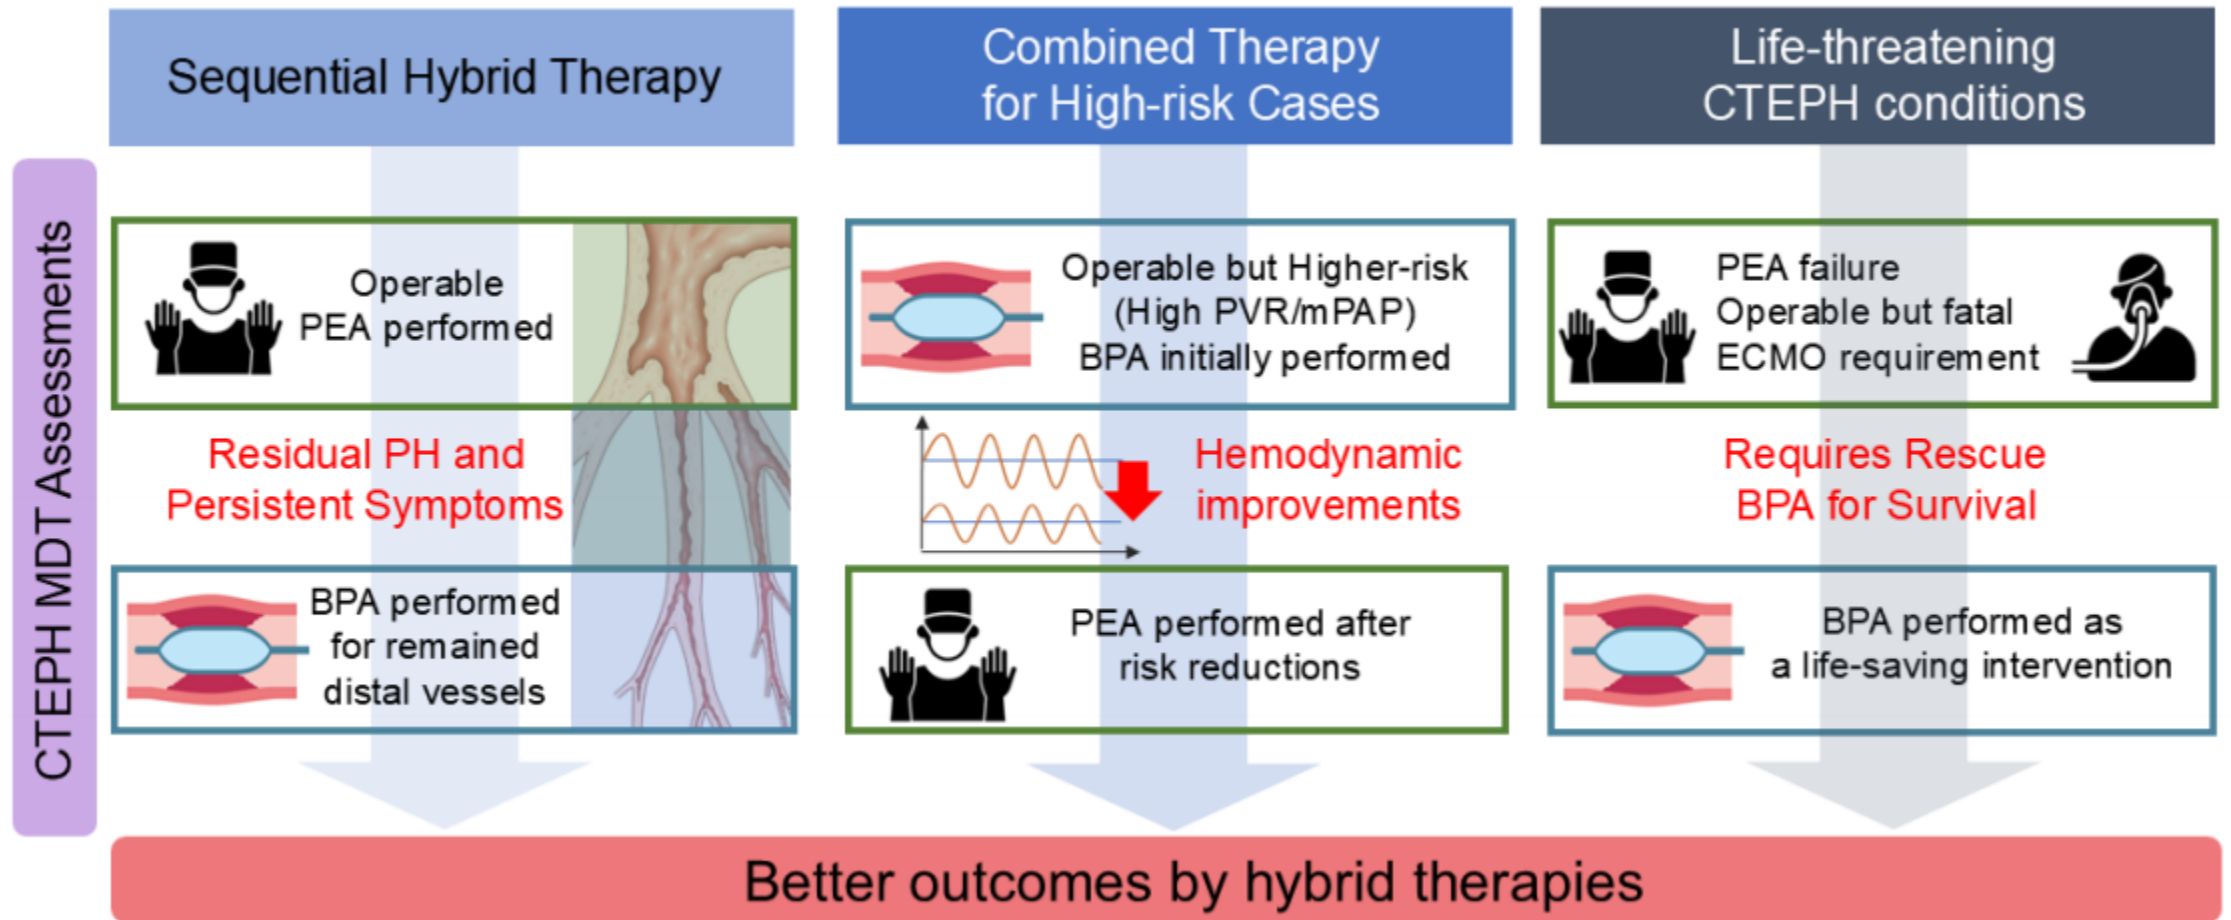 Sequential Hybrid Therapy
Combined Therapy
for High-risk Cases
Life-threatening
CTEPH conditions
CTEPH MDT Assessments
Operable
PEA performed
Residual PH and
Persistent Symptoms
BPA performed
for remained
distal vessels
Operable but Higher-risk
(High PVR/mPAP)
BPA initially performed
Hemodynamic
improvements
PEA performed after
risk reductions
PEA failure
Operable but fatal
ECMO requirement
Requires Rescue
BPA for Survival
BPA performed as
a life-saving intervention
Better outcomes by hybrid therapies